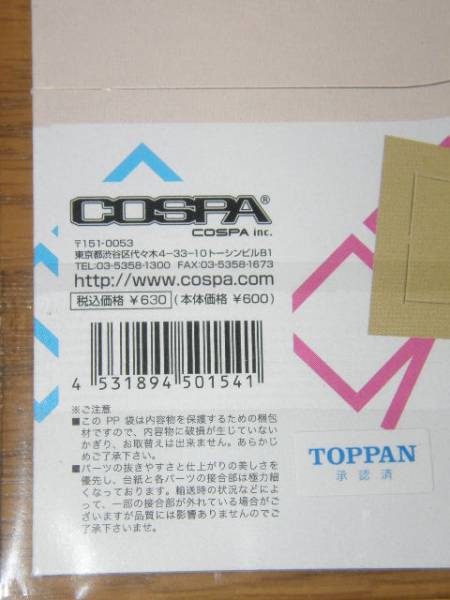 COSPA®
COSPA inc.
〒151-0053
東京都渋谷区代々木4-33-10トーシンビルB1
TEL:03-5358-1300 FAX:03-5358-1673
http://www.cospa.com
税込価格 ¥630 (本体価格 ¥600)
4 531894 501541
※ご注意
■この PP 袋は内容物を保護するための梱包
材ですので、内容物に破損が生じていない
かぎり、お取替えは出来ません。あらかじ
めご了承下さい。
■パーツの抜きやすさと仕上がりの美しさを
優先し、台紙と各パーツの接合部は極力細
くなっております。輸送時の状況などによ
って、一部の接合部が外れている場合がご
ざいますが品質には影響ありませんのでご
了承下さいませ。
TOPPAN
承認済